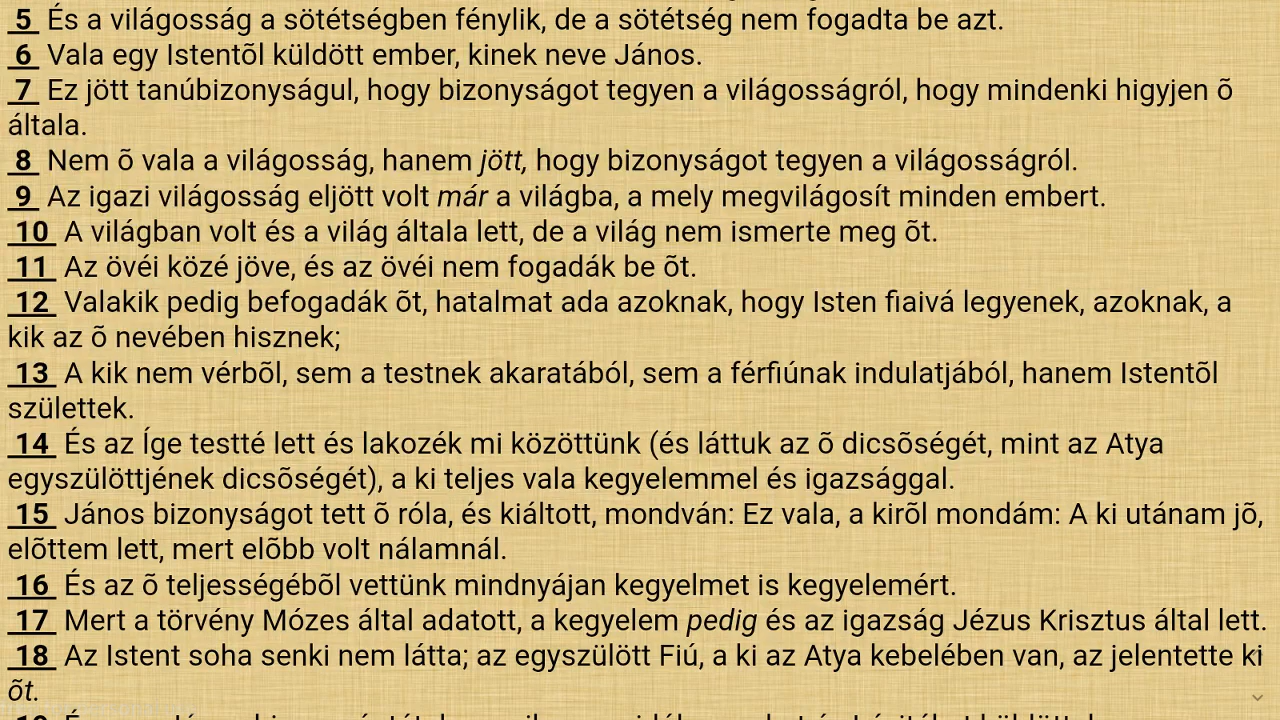 5 És a világosság a sötétségben fénylik, de a sötétség nem fogadta be azt.
6 Vala egy Istentõl küldött ember, kinek neve János.
7 Ez jött tanúbizonyságul, hogy bizonyságot tegyen a világosságról, hogy mindenki higyjen õ
általa.
8 Nem õ vala a világosság, hanem jött, hogy bizonyságot tegyen a világosságról.
9 Az igazi világosság eljött volt már a világba, a mely megvilágosít minden embert.
10 A világban volt és a világ általa lett, de a világ nem ismerte meg õt.
11 Az övéi közé jöve, és az övéi nem fogadák be õt.
12 Valakik pedig befogadák õt, hatalmat ada azoknak, hogy Isten fiaivá legyenek, azoknak, a
kik az õ nevében hisznek;
13 A kik nem vérbõl, sem a testnek akaratából, sem a férfiúnak indulatjából, hanem Istentõl
születtek.
14 És az Íge testté lett és lakozék mi közöttünk (és láttuk az õ dicsõségét, mint az Atya
egyszülöttjének dicsõségét), a ki teljes vala kegyelemmel és igazsággal.
15 János bizonyságot tett õ róla, és kiáltott, mondván: Ez vala, a kirõl mondám: A ki utánam jõ,
elõttem lett, mert elõbb volt nálamnál.
16 És az õ teljességébõl vettünk mindnyájan kegyelmet is kegyelemért.
17 Mert a törvény Mózes által adatott, a kegyelem pedig és az igazság Jézus Krisztus által lett.
18 Az Istent soha senki nem látta; az egyszülött Fiú, a ki az Atya kebelében van, az jelentette ki
õt.